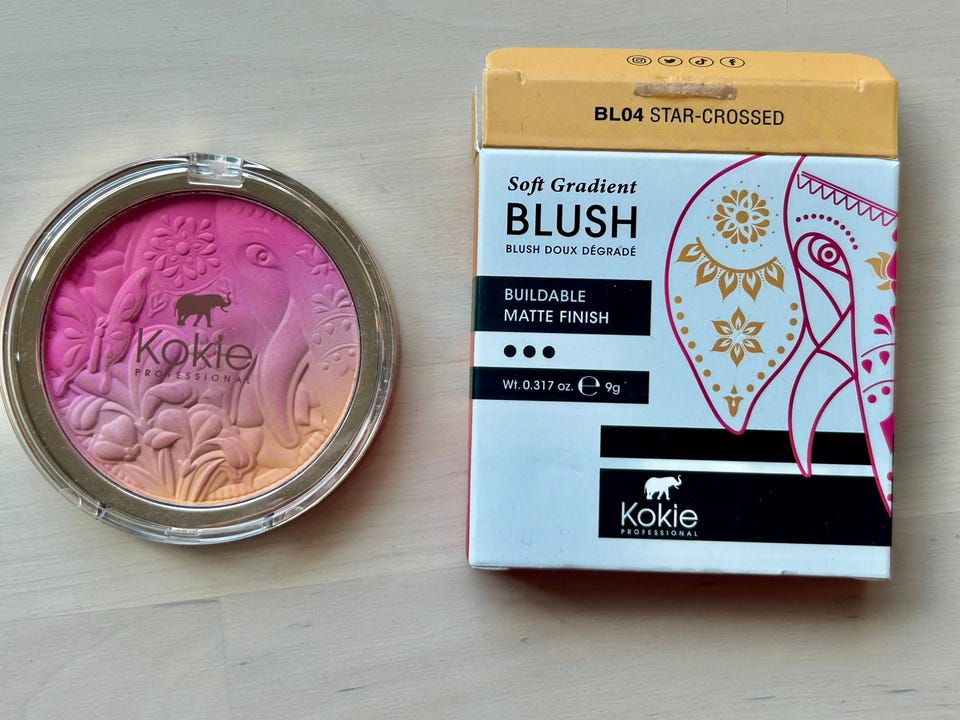 Kokie
PROFESSIONAL
BL04 STAR-CROSSED
Soft Gradient
BLUSH
BLUSH DOUX DÉGRADÉ
BUILDABLE
MATTE FINISH
Wt. 0.317 oz. ℮ 9g
Kokie
PROFESSIONAL